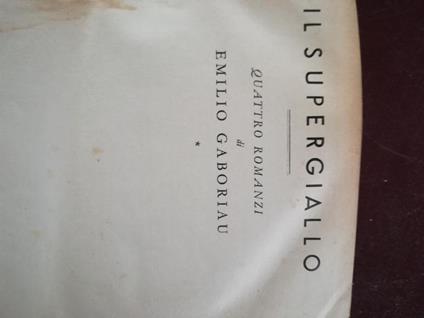 IL SUPERGIALLO
QUATTRO ROMANZI
di
EMILIO GABORIAU
*